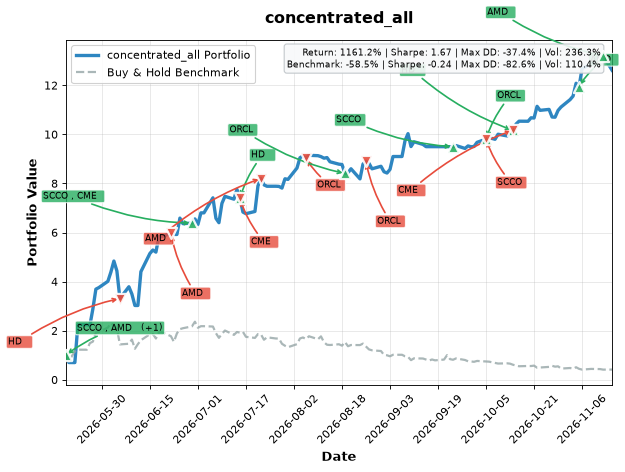 concentrated_all
AMD
Return: 1161.2% | Sharpe: 1.67 | Max DD: -37.4% | Vol: 236.3%
Benchmark: -58.5% | Sharpe: -0.24 | Max DD: -82.6% | Vol: 110.4%
concentrated_all Portfolio
Buy & Hold Benchmark
ORCL
SCCO
ORCL
HD
ORCL
SCCO
CME
SCCO , CME
ORCL
AMD
CME
AMD
SCCO , AMD (+1)
HD
Portfolio Value
12
10
8
6
4
2
0
2026-05-30
2026-06-15
2026-07-01
2026-07-17
2026-08-02
2026-08-18
2026-09-03
2026-09-19
2026-10-05
2026-10-21
2026-11-06
Date